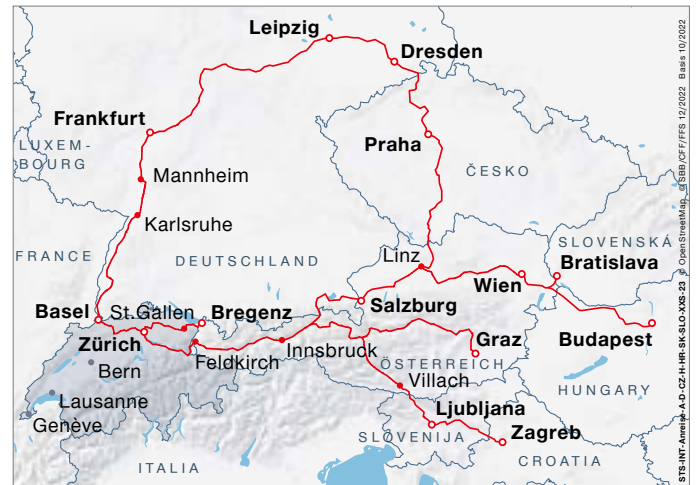 Leipzig
Dresden
Frankfurt
LUXEM-
BOURG
Praha
Mannheim
ČESKO
Karlsruhe
FRANCE
DEUTSCHLAND
Linz
SLOVENSKÁ
Wien
Bratislava
Basel
St.Gallen
Bregenz
Salzburg
Zürich
Feldkirch
Innsbruck
Graz
Budapest
Bern
ÖSTERREICH
Villach
HUNGARY
Lausanne
Genève
Ljubljana
SLOVENIJA
Zagreb
ITALIA
CROATIA
STS-INT-Anreise-A-D-CZ-H-HR-SK-SLO-XXS-23 © OpenStreetMap © SBB/CFF/FFS 12/2022 Basis 10/2022